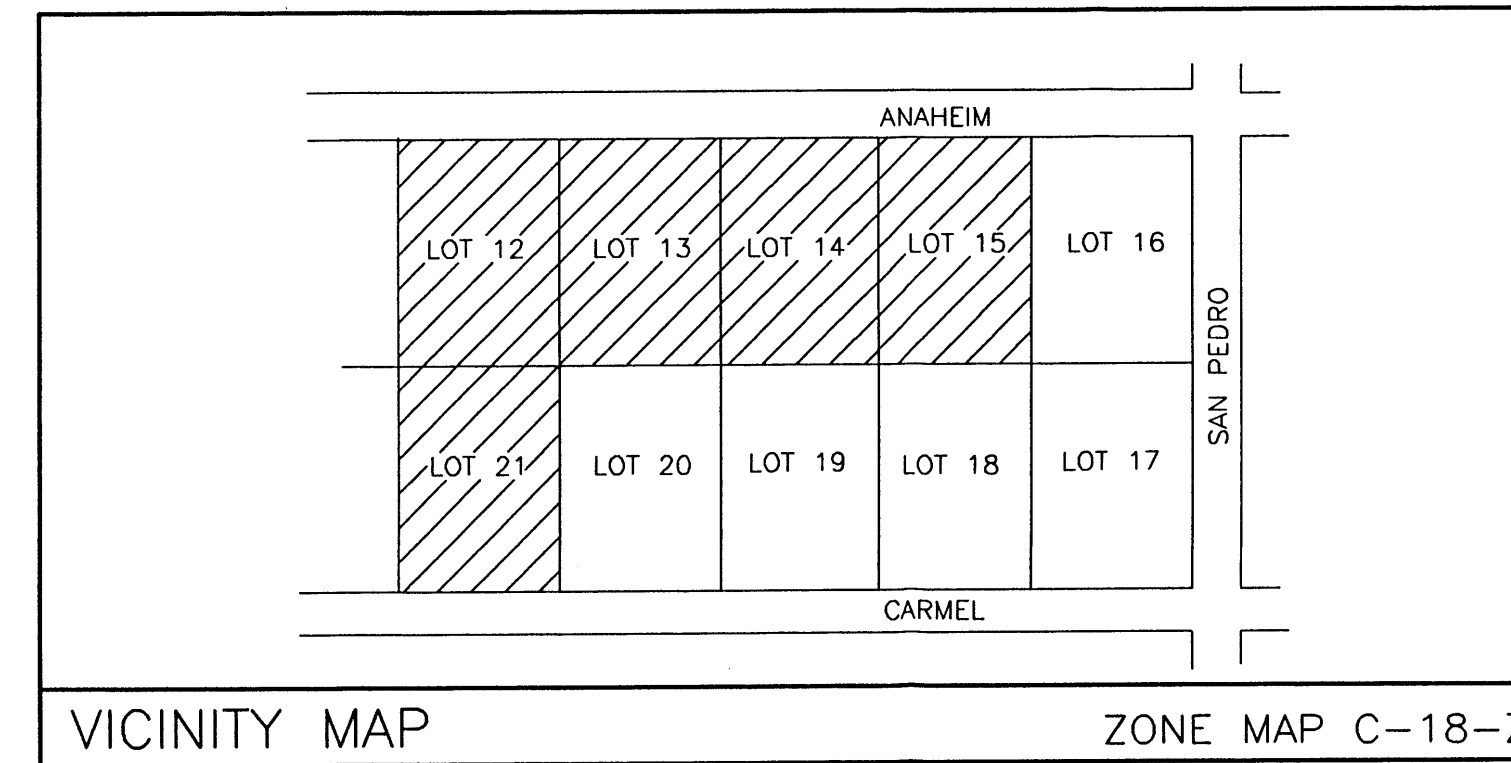 ANAHEIM
LOT 12 LOT 13 LOT 14 LOT 15 LOT 16
SAN PEDRO
LOT 21 LOT 20 LOT 19 LOT 18 LOT 17
CARMEL
VICINITY MAP ZONE MAP C-18-Z